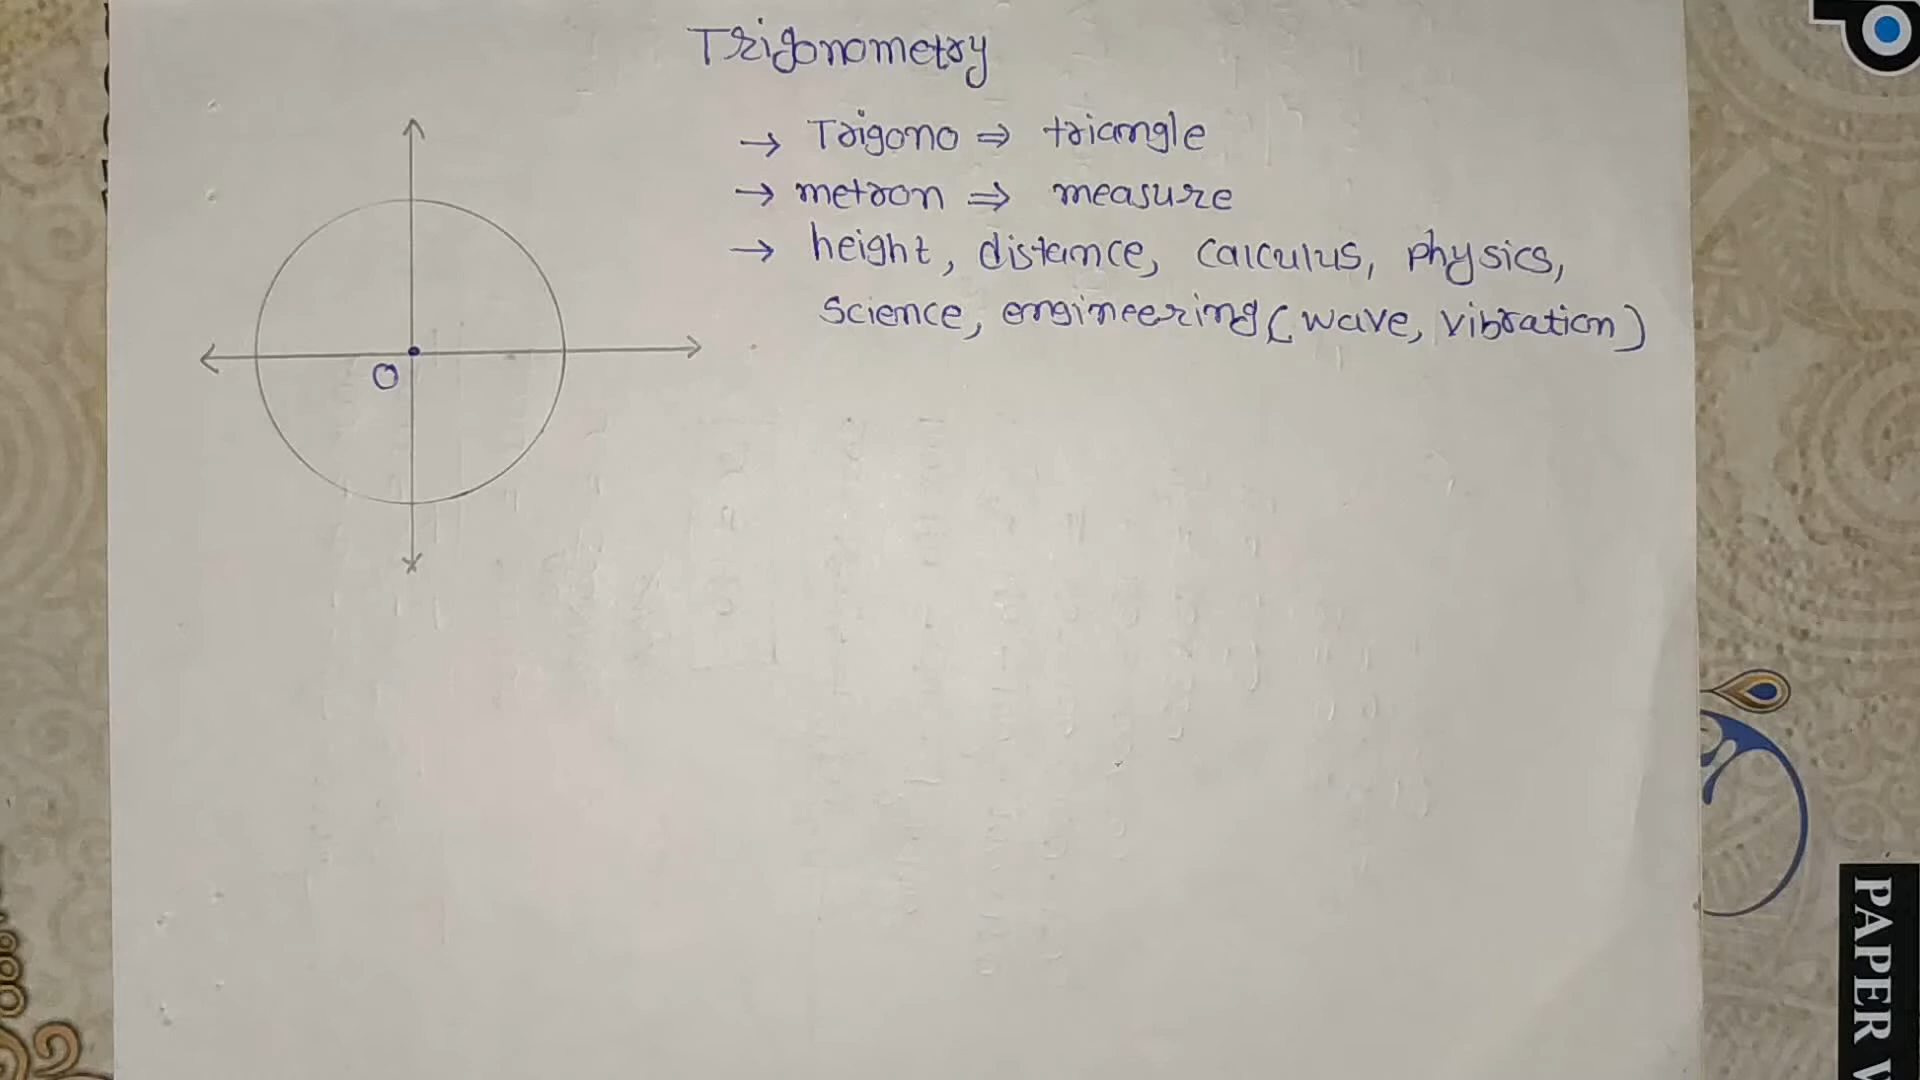 Trigonometry
→ Trigono ⇒ triangle
→ metron ⇒ measure
→ height, distance, calculus, physics,
Science, engineering (wave, vibration)
O
PAPER